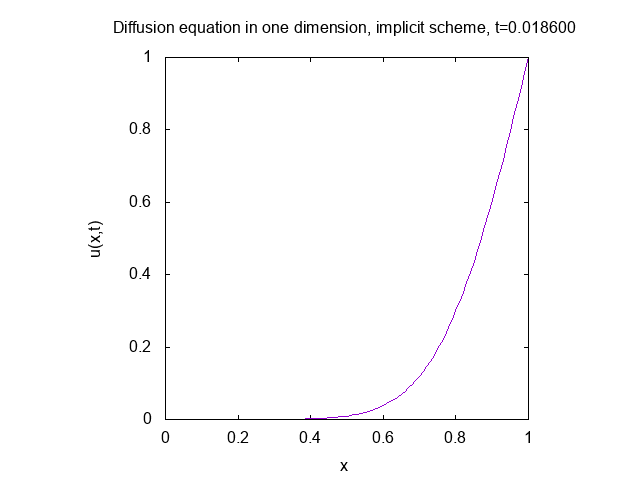 Diffusion equation in one dimension, implicit scheme, t=0.018600
1
0.8
0.6
0.4
0.2
0
u(x,t)
0 0.2 0.4 0.6 0.8 1
x